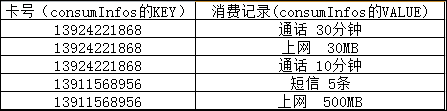 卡号（consumInfos的KEY） 消费记录(consumInfos的VALUE)
13924221868 通话 30分钟
13924221868 上网  30MB
13924221868 通话 10分钟
13911568956 短信 5条
13911568956 上网  500MB